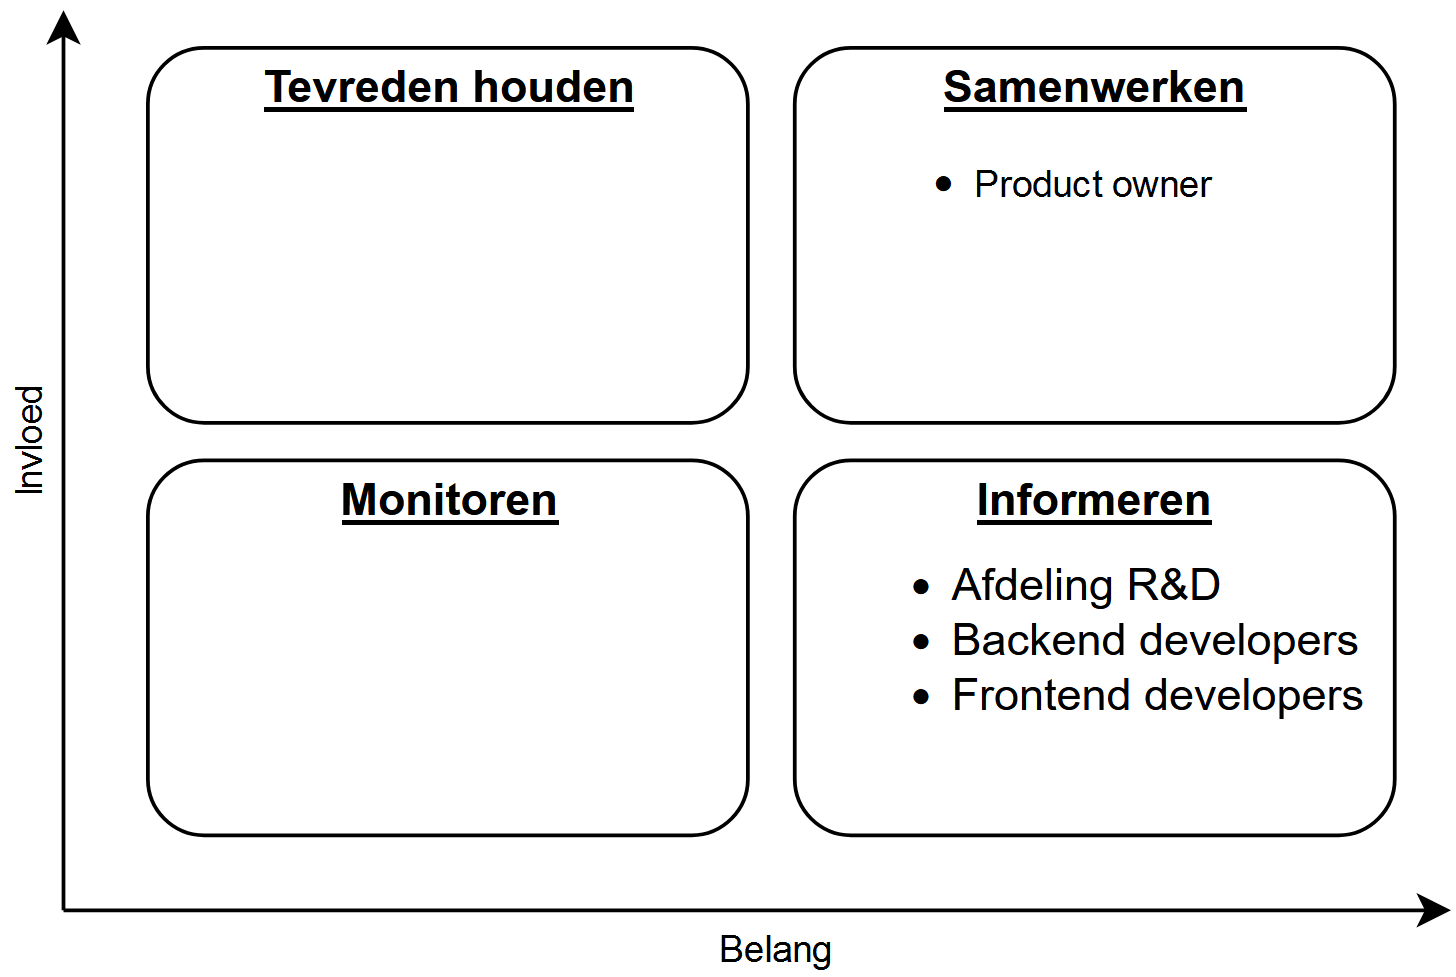 Tevreden houden
Samenwerken
• Product owner
Invloed
Monitoren
Informeren
• Afdeling R&D
• Backend developers
• Frontend developers
Belang